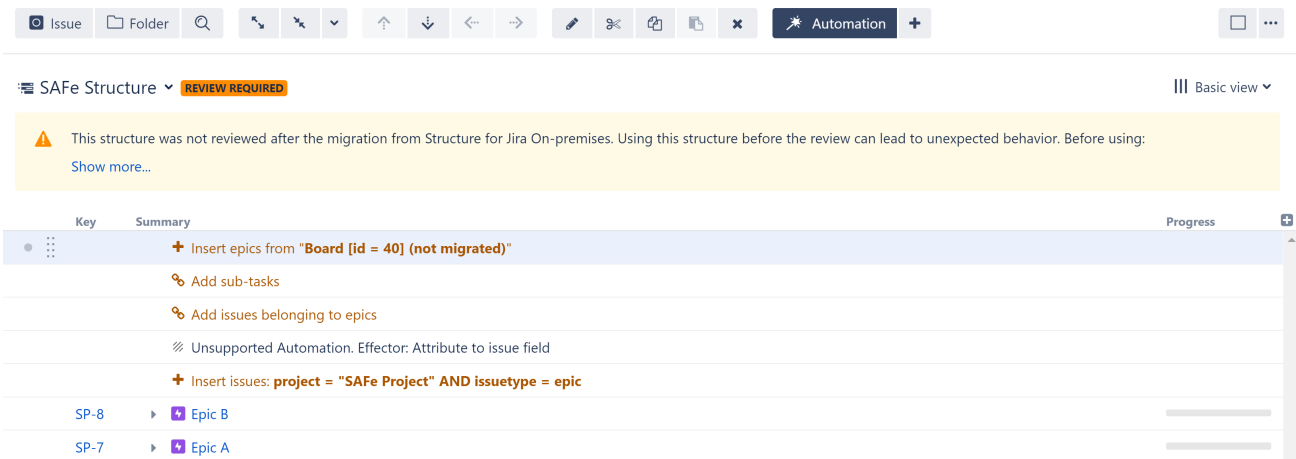 Issue Folder Automation
SAFe Structure REVIEW REQUIRED Basic view
This structure was not reviewed after the migration from Structure for Jira On-premises. Using this structure before the review can lead to unexpected behavior. Before using:
Show more...
Key Summary Progress
Insert epics from "Board [id = 40] (not migrated)"
Add sub-tasks
Add issues belonging to epics
Unsupported Automation. Effector: Attribute to issue field
Insert issues: project = "SAFe Project" AND issuetype = epic
SP-8 Epic B
SP-7 Epic A